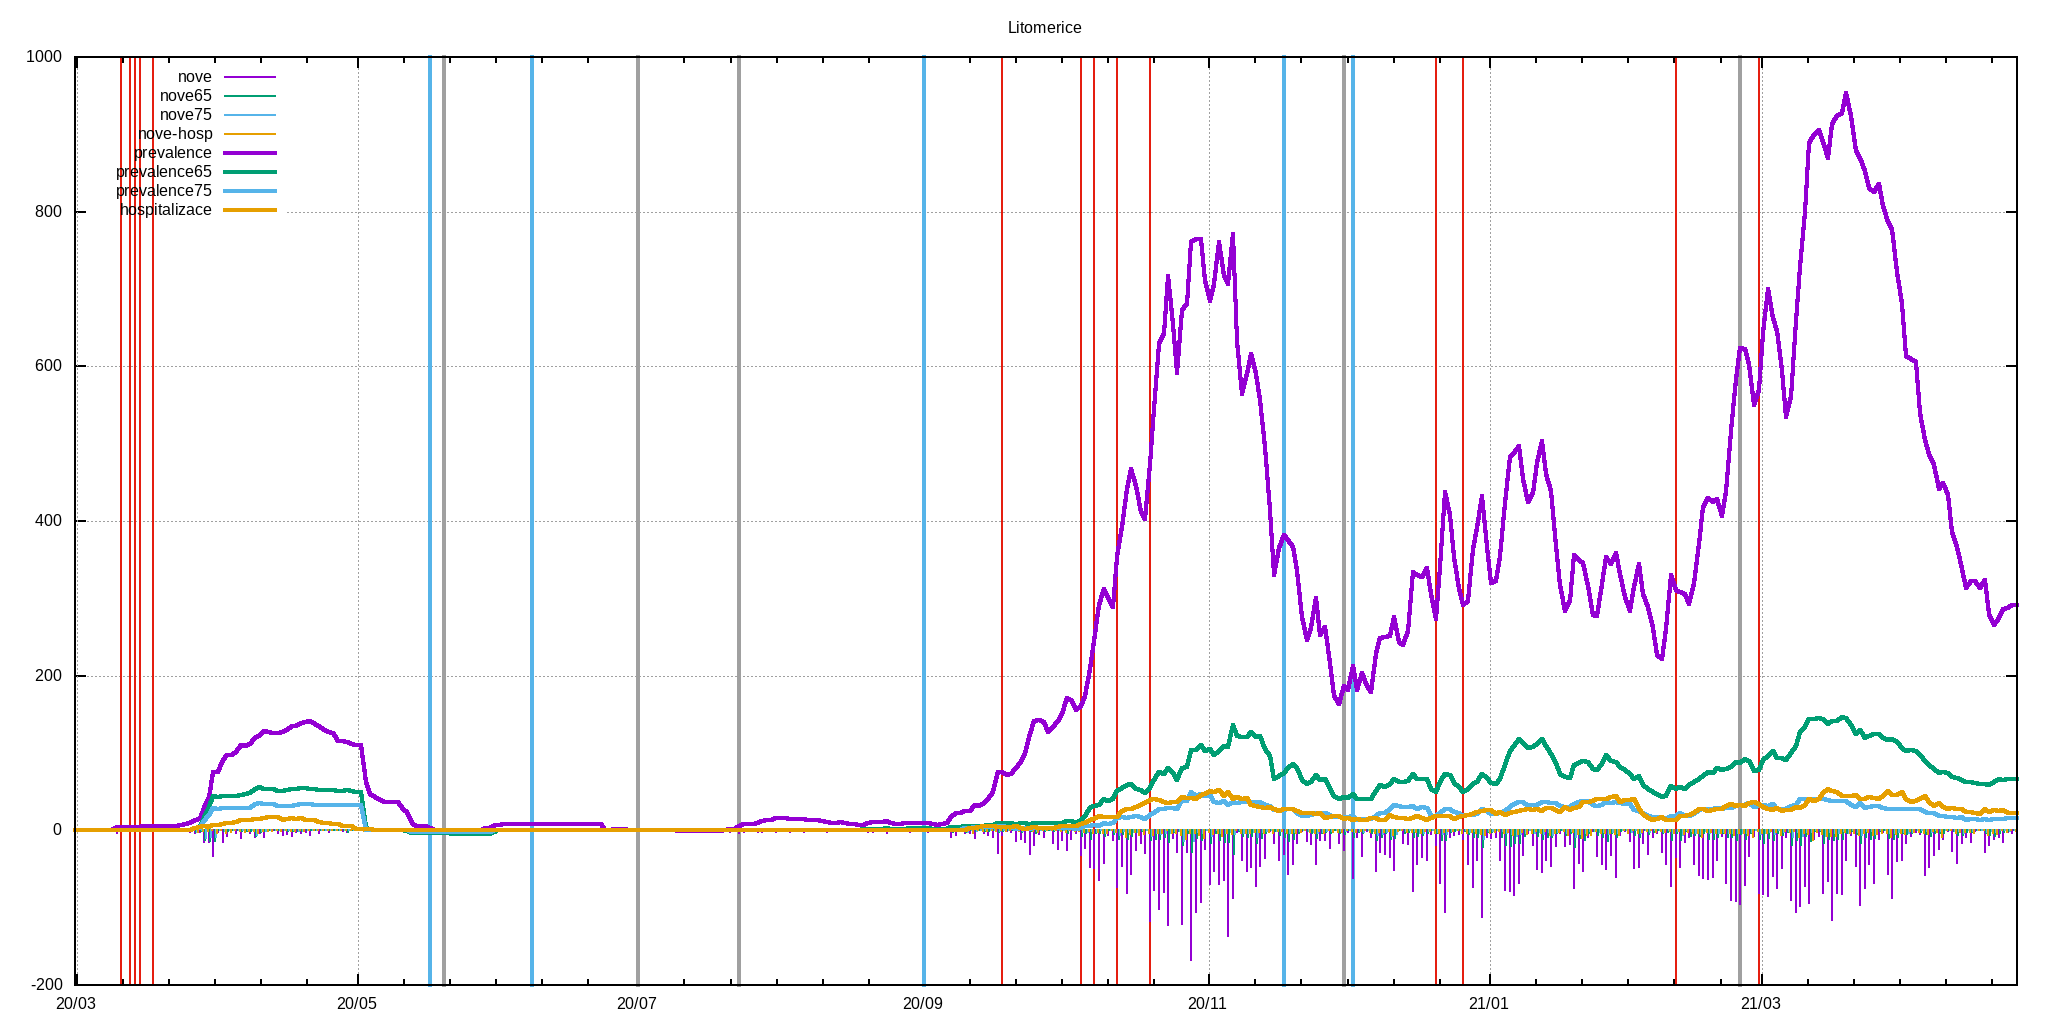 Litomerice
1000
800
600
400
200
0
-200
nove
nove65
nove75
nove-hosp
prevalence
prevalence65
prevalence75
hospitalizace
20/03 20/05 20/07 20/09 20/11 21/01 21/03